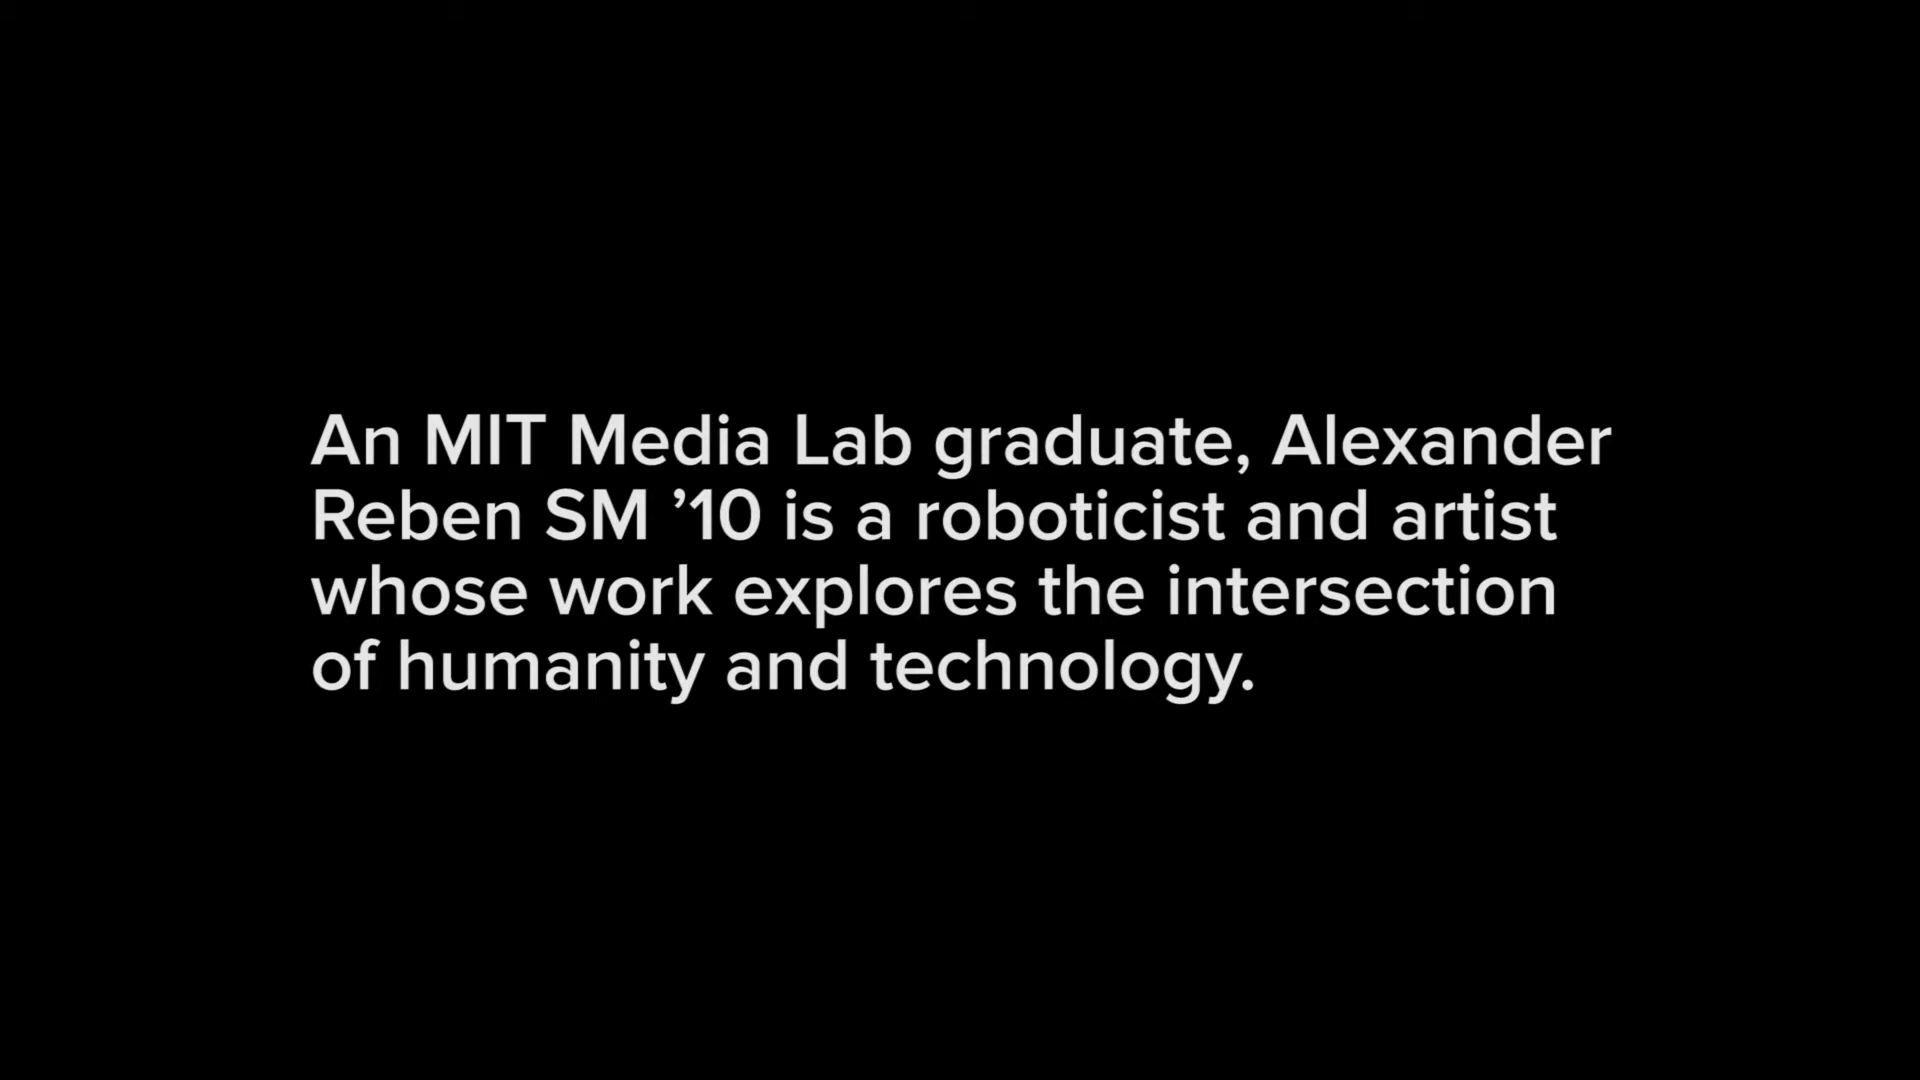 An MIT Media Lab graduate, Alexander
Reben SM ’10 is a roboticist and artist
whose work explores the intersection
of humanity and technology.